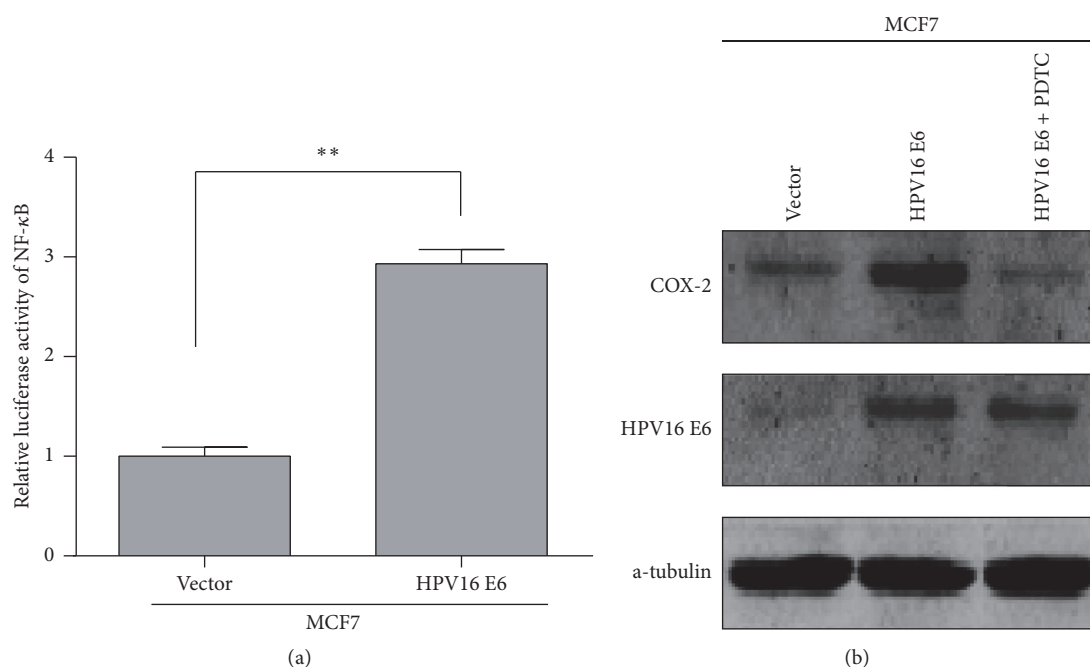 Relative luciferase activity of NF-κB
4
3
2
1
0
**
Vector
HPV16 E6
MCF7
(a)
MCF7
Vector
HPV16 E6
HPV16 E6 + PDTC
COX-2
HPV16 E6
a-tubulin
(b)